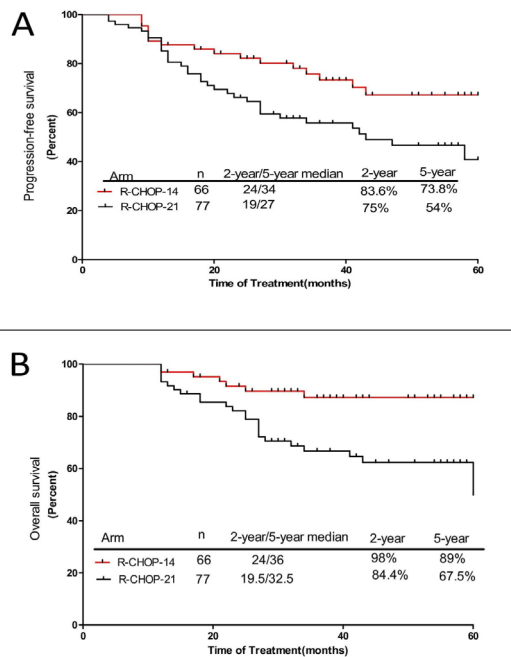 A
100
80
60
40
20
0
Progression-free survival
(Percent)
Arm n 2-year/5-year median 2-year 5-year
R-CHOP-14 66 24/34 83.6% 73.8%
R-CHOP-21 77 19/27 75% 54%
0 20 40 60
Time of Treatment(months)
B
100
80
60
40
20
0
Overall survival
(Percent)
Arm n 2-year/5-year median 2-year 5-year
R-CHOP-14 66 24/36 98% 89%
R-CHOP-21 77 19.5/32.5 84.4% 67.5%
0 20 40 60
Time of Treatment(months)